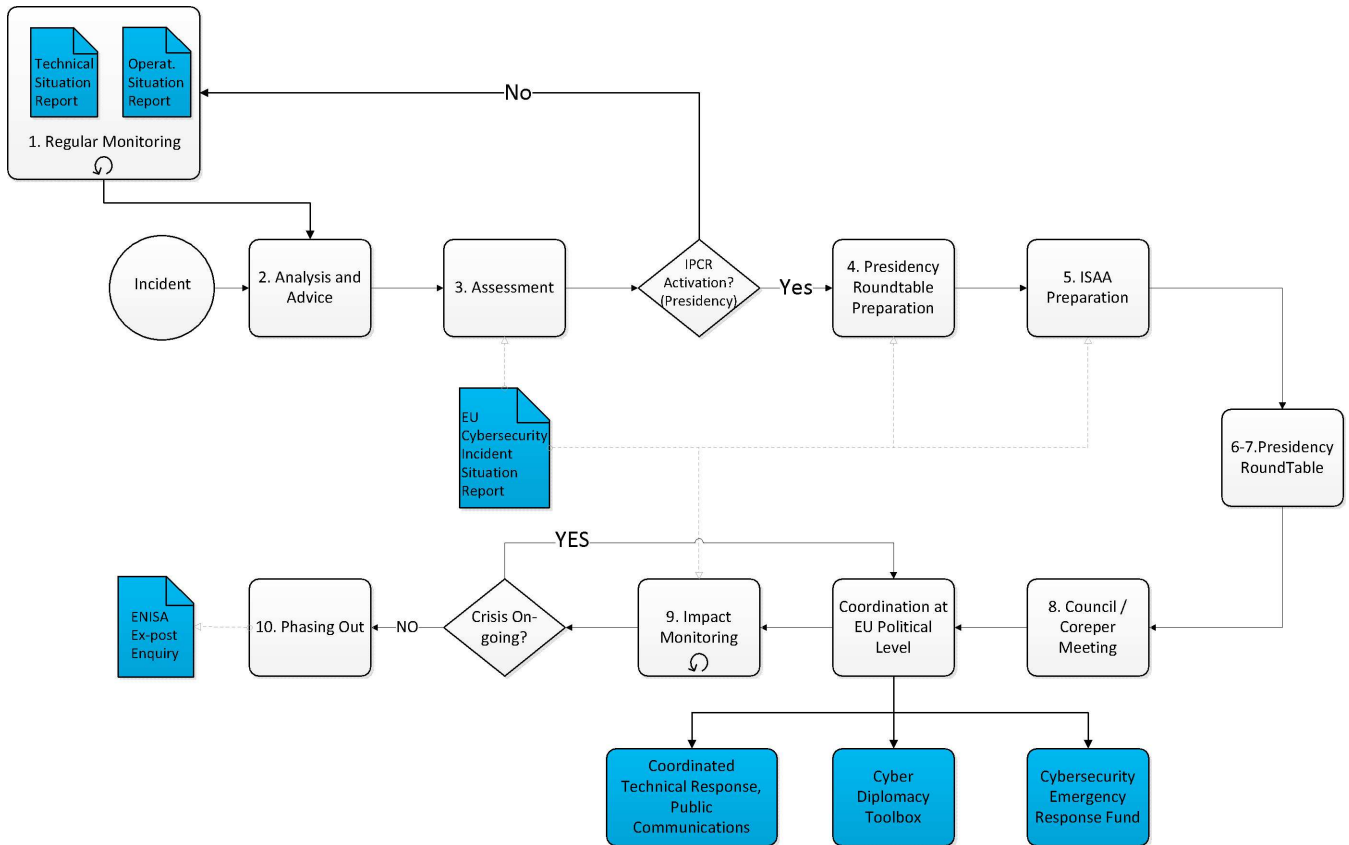 Technical
Situation
Report
Operat.
Situation
Report
1. Regular Monitoring
No
Incident
2. Analysis and
Advice
3. Assessment
IPCR
Activation?
(Presidency)
Yes
4. Presidency
Roundtable
Preparation
5. ISAA
Preparation
EU
Cybersecurity
Incident
Situation
Report
6-7.Presidency
RoundTable
YES
ENISA
Ex-post
Enquiry
10. Phasing Out
NO
Crisis On-
going?
9. Impact
Monitoring
Coordination at
EU Political
Level
8. Council /
Coreper
Meeting
Coordinated
Technical Response,
Public
Communications
Cyber
Diplomacy
Toolbox
Cybersecurity
Emergency
Response Fund